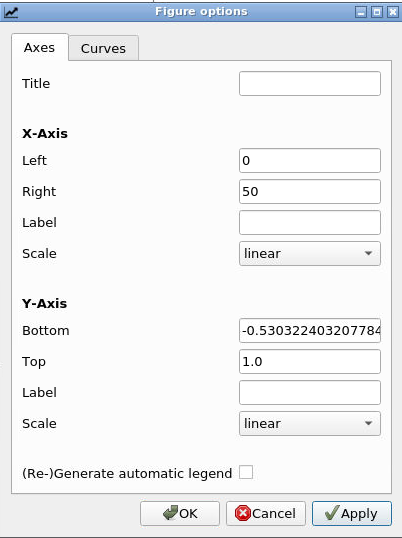 Figure options
Axes Curves
Title
X-Axis
Left 0
Right 50
Label
Scale linear
Y-Axis
Bottom -0.530322403207784
Top 1.0
Label
Scale linear
(Re-)Generate automatic legend
OK Cancel Apply